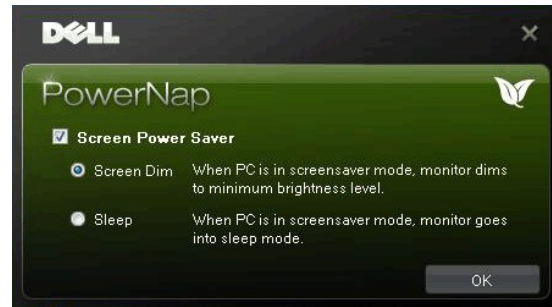 DELL
PowerNap
Screen Power Saver
Screen Dim When PC is in screensaver mode, monitor dims
to minimum brightness level.
Sleep When PC is in screensaver mode, monitor goes
into sleep mode.
OK